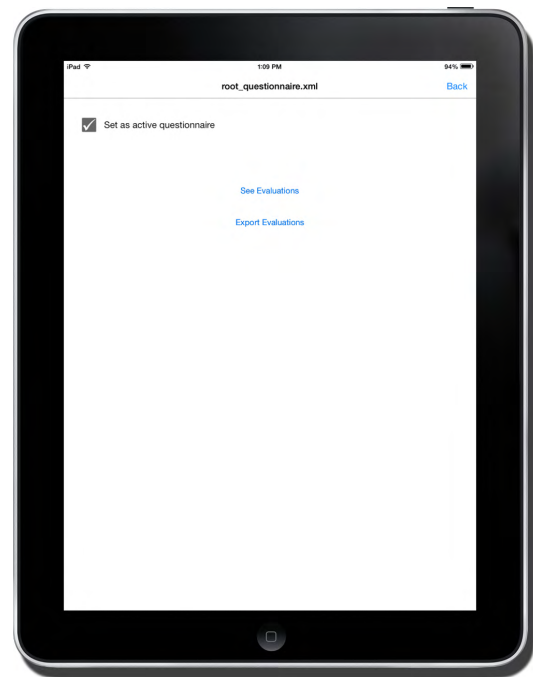 iPad 1:09 PM 94%
root_questionnaire.xml Back
Set as active questionnaire
See Evaluations
Export Evaluations